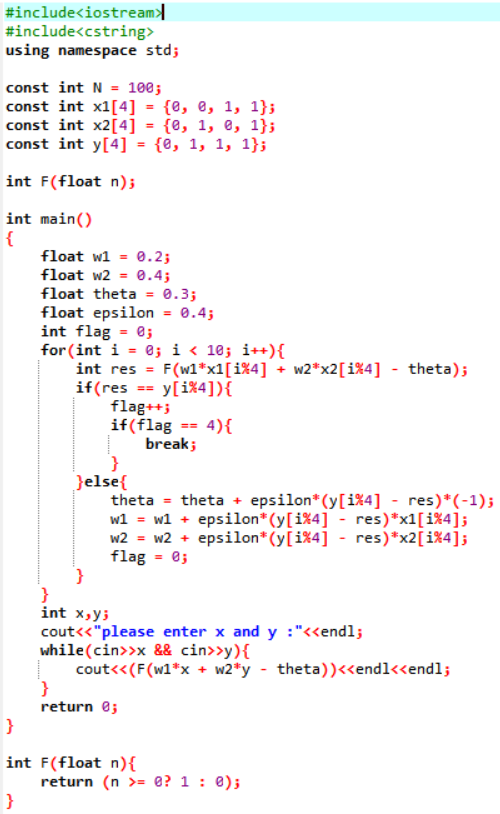 #include<iostream>
#include<cstring>
using namespace std;
const int N = 100;
const int x1[4] = {0, 0, 1, 1};
const int x2[4] = {0, 1, 0, 1};
const int y[4] = {0, 1, 1, 1};
int F(float n);
int main()
{
    float w1 = 0.2;
    float w2 = 0.4;
    float theta = 0.3;
    float epsilon = 0.4;
    int flag = 0;
    for(int i = 0; i < 10; i++){
        int res = F(w1*x1[i%4] + w2*x2[i%4] - theta);
        if(res == y[i%4]){
            flag++;
            if(flag == 4){
                break;
            }
        }else{
            theta = theta + epsilon*(y[i%4] - res)*(-1);
            w1 = w1 + epsilon*(y[i%4] - res)*x1[i%4];
            w2 = w2 + epsilon*(y[i%4] - res)*x2[i%4];
            flag = 0;
        }
    }
    int x,y;
    cout<<"please enter x and y :"<<endl;
    while(cin>>x && cin>>y){
        cout<<(F(w1*x + w2*y - theta))<<endl<<endl;
    }
    return 0;
}
int F(float n){
    return (n >= 0? 1 : 0);
}